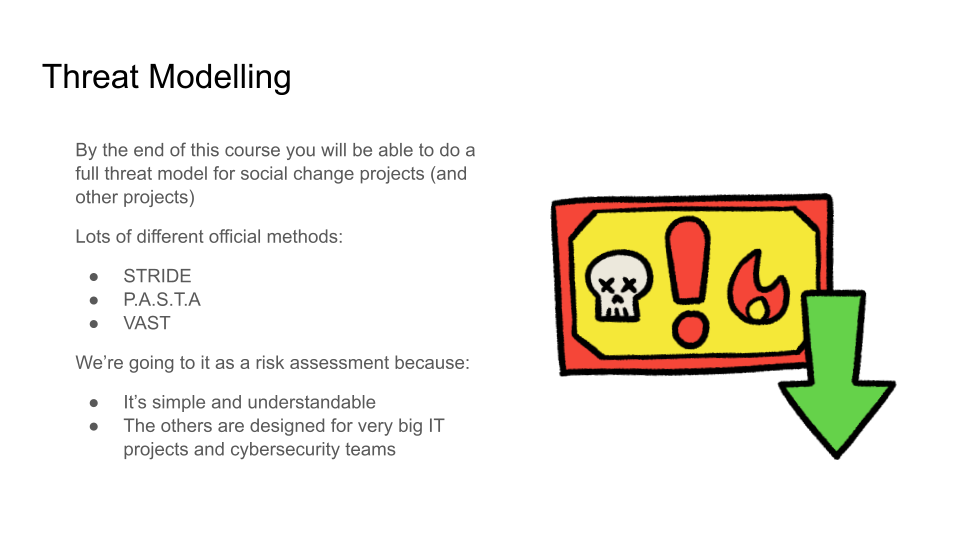 Threat Modelling
By the end of this course you will be able to do a
full threat model for social change projects (and
other projects)
Lots of different official methods:
● STRIDE
● P.A.S.T.A
● VAST
We’re going to it as a risk assessment because:
● It’s simple and understandable
● The others are designed for very big IT
projects and cybersecurity teams